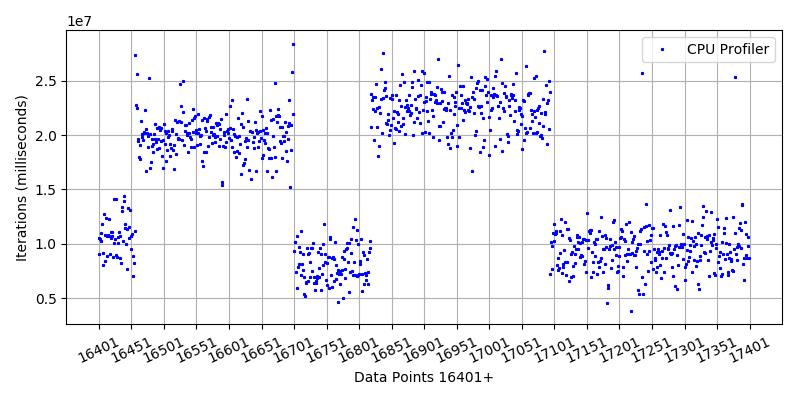 1e7
CPU Profiler
2.5
2.0
1.5
1.0
0.5
Iterations (milliseconds)
16401 16451 16501 16551 16601 16651 16701 16751 16801 16851 16901 16951 17001 17051 17101 17151 17201 17251 17301 17351 17401
Data Points 16401+